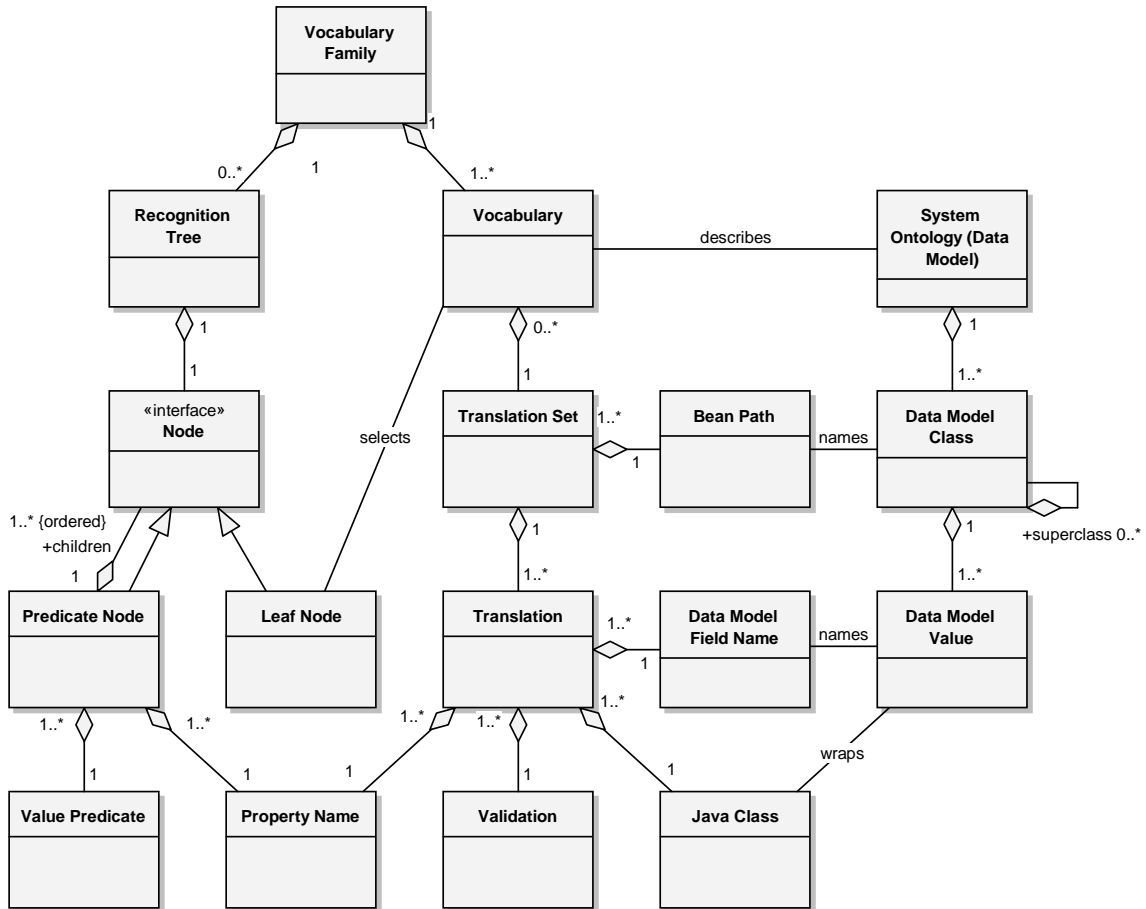 Vocabulary
Family
1
0..*
1
1..*
Recognition
Tree
Vocabulary
System
Ontology (Data
Model)
describes
1
0..*
1
1
1
1..*
«interface»
Node
selects
Translation Set
1..*
1
Bean Path
names
Data Model
Class
1..* {ordered}
+children
1
1
1..*
1
+superclass 0..*
1..*
Predicate Node
Leaf Node
Translation
1..*
1
Data Model
Field Name
names
Data Model
Value
1..*
1..*
1..*
1..*
1..*
wraps
1
1
1
1
1
Value Predicate
Property Name
Validation
Java Class